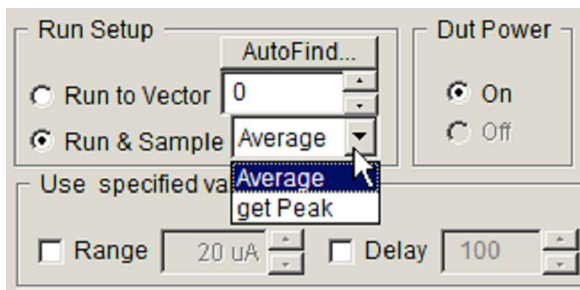 Run Setup
Dut Power
AutoFind...
Run to Vector 0
On
Run & Sample Average
Off
Average
Use specified va
get Peak
Range 20 uA Delay 100